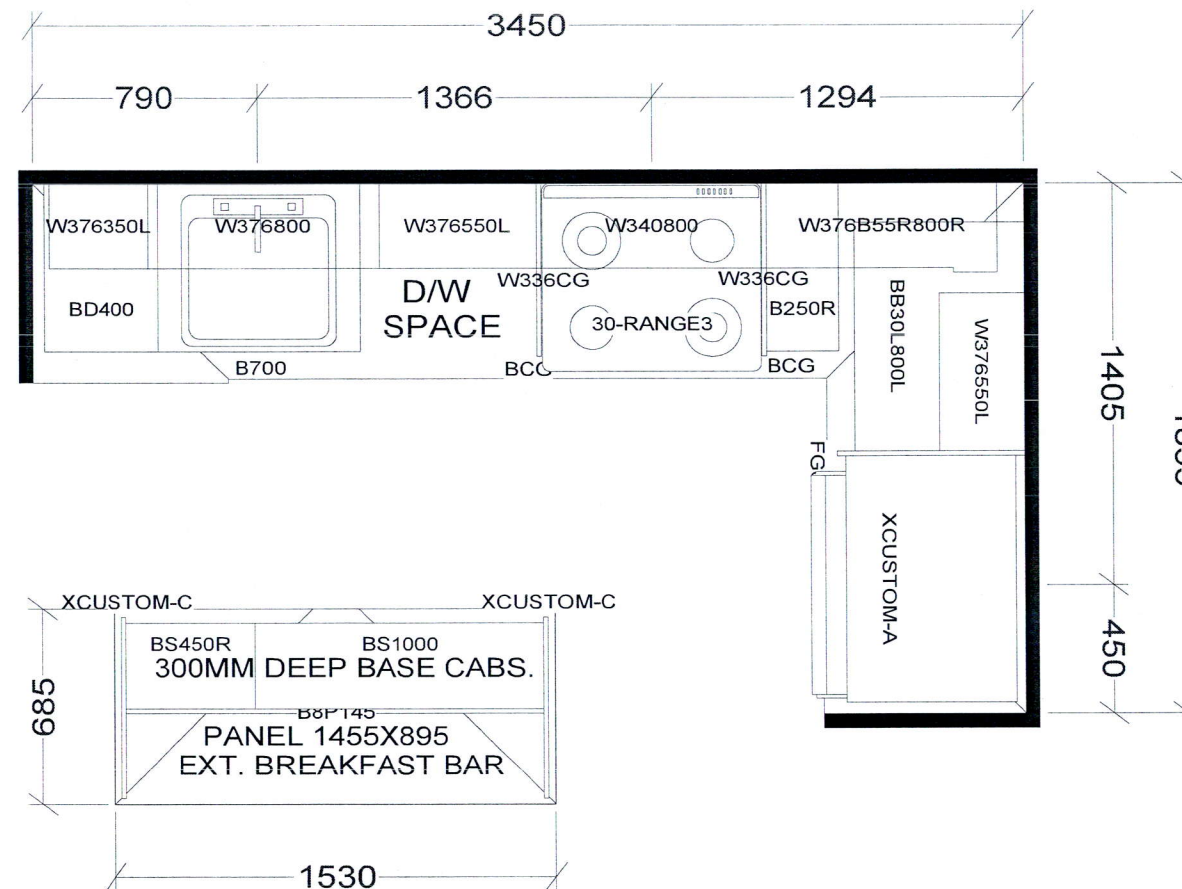 3450
790
1366
1294
W376350L
W376800
W376550L
W340800
W376B55R800R
W336CG
W336CG
BD400
D/W
SPACE
30-RANGE3
B250R
BB30L800L
W376550L
B700
BCG
BCG
1405
FG
XCUSTOM-A
450
XCUSTOM-C
XCUSTOM-C
BS450R
BS1000
300MM DEEP BASE CABS.
685
B8P145
PANEL 1455X895
EXT. BREAKFAST BAR
1530